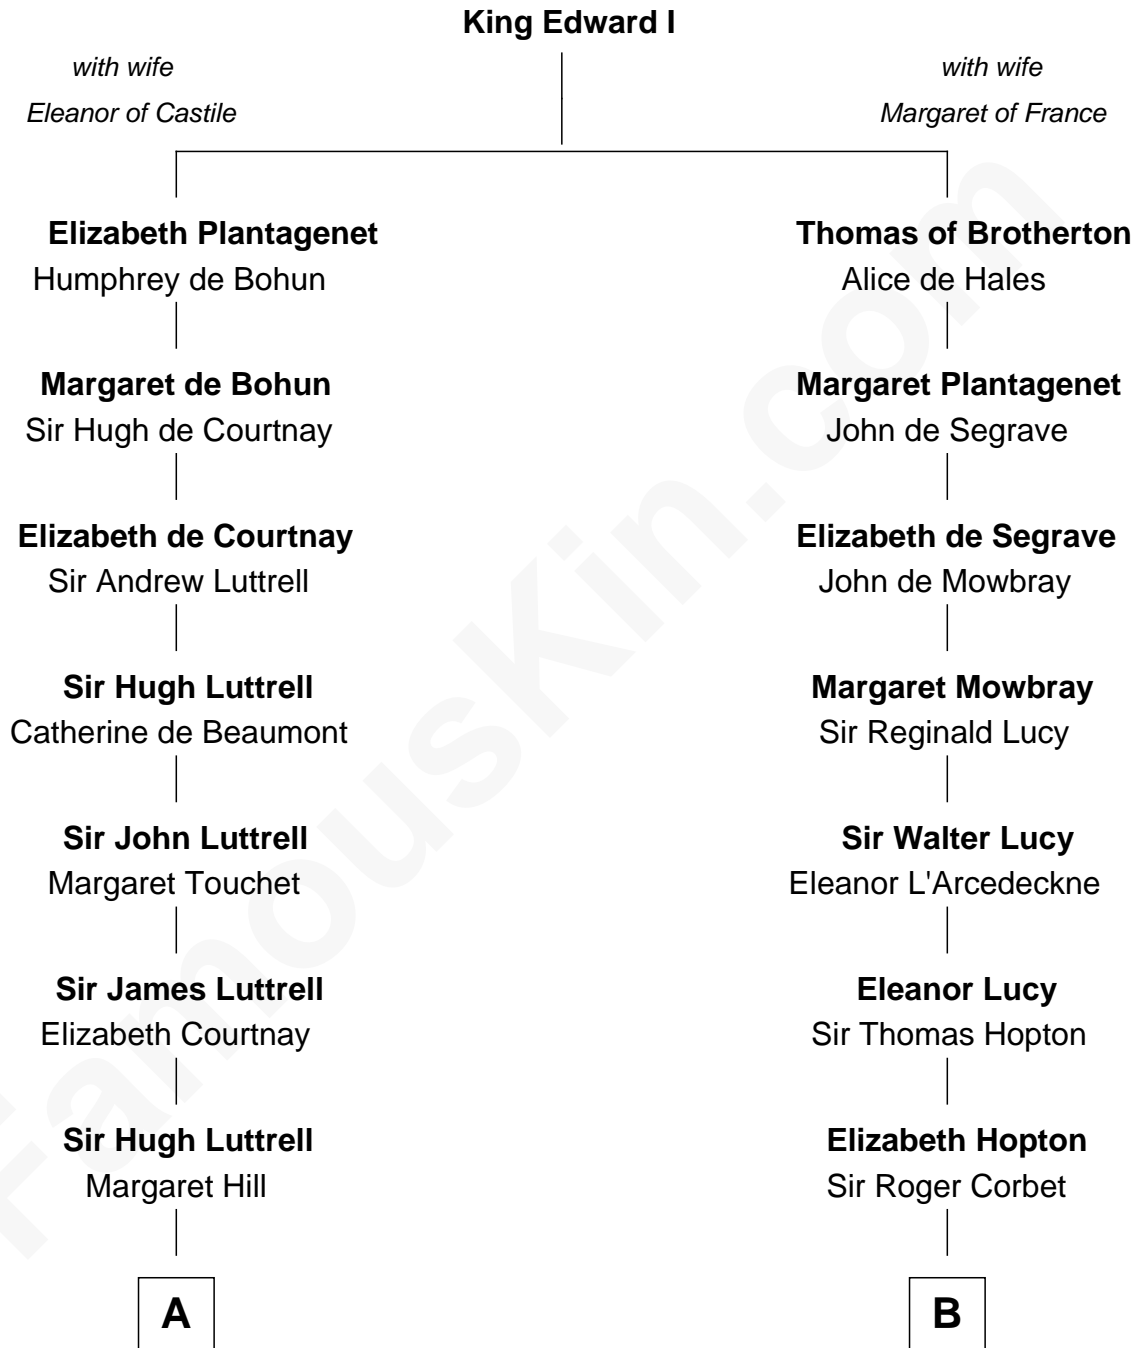 King Edward I
with wife
Eleanor of Castile
with wife
Margaret of France
Elizabeth Plantagenet
Humphrey de Bohun
Thomas of Brotherton
Alice de Hales
Margaret de Bohun
Sir Hugh de Courtnay
Margaret Plantagenet
John de Segrave
Elizabeth de Courtnay
Sir Andrew Luttrell
Elizabeth de Segrave
John de Mowbray
Sir Hugh Luttrell
Catherine de Beaumont
Margaret Mowbray
Sir Reginald Lucy
Sir John Luttrell
Margaret Touchet
Sir Walter Lucy
Eleanor L'Arcedeckne
Sir James Luttrell
Elizabeth Courtnay
Eleanor Lucy
Sir Thomas Hopton
Sir Hugh Luttrell
Margaret Hill
Elizabeth Hopton
Sir Roger Corbet
A
B
FamousKin.com